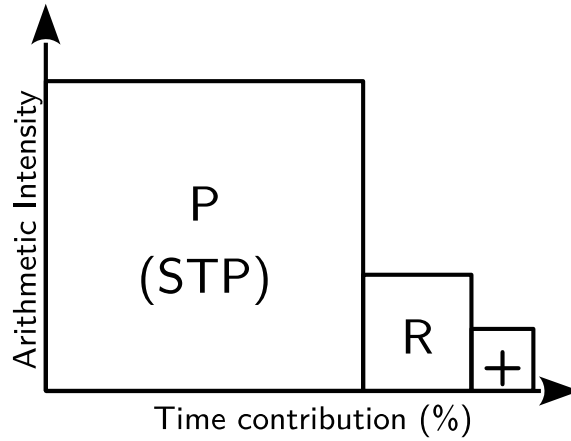 Arithmetic Intensity
P
(STP)
R
+
Time contribution (%)